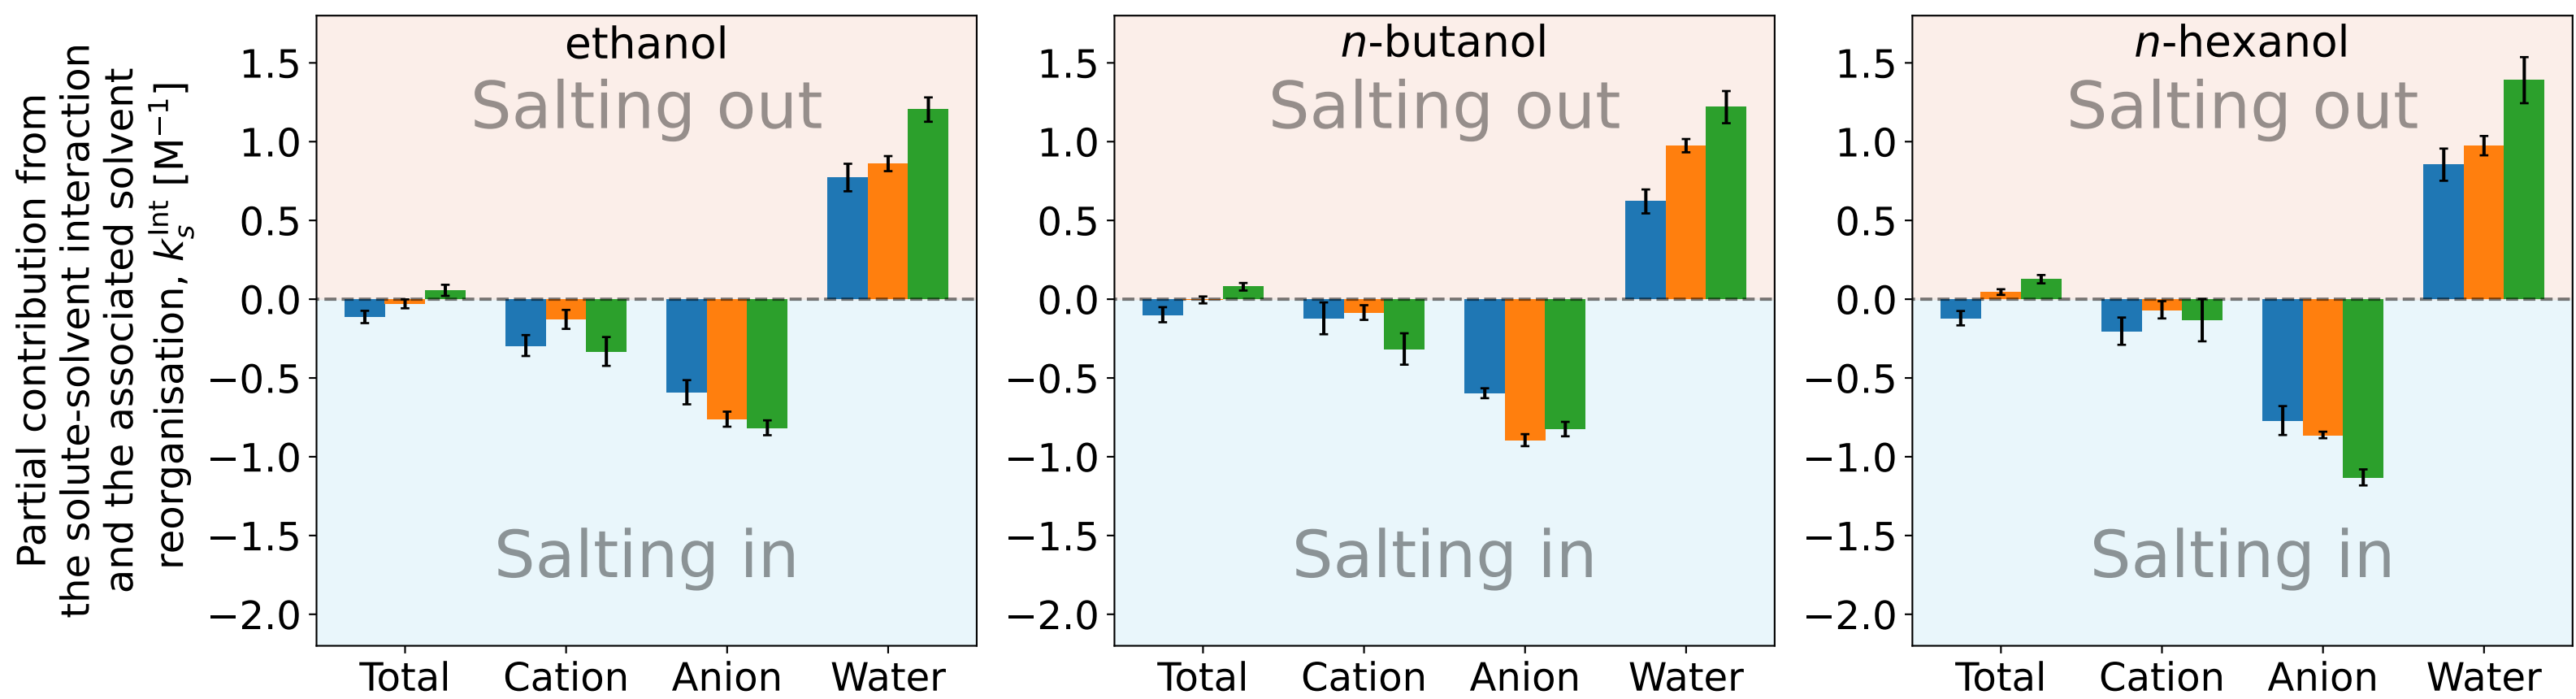 Partial contribution from
the solute-solvent interaction
and the associated solvent
reorganisation, k_s^Int [M⁻¹]
ethanol
Salting out
Salting in
1.5
1.0
0.5
0.0
−0.5
−1.0
−1.5
−2.0
Total Cation Anion Water
n-butanol
Salting out
Salting in
1.5
1.0
0.5
0.0
−0.5
−1.0
−1.5
−2.0
Total Cation Anion Water
n-hexanol
Salting out
Salting in
1.5
1.0
0.5
0.0
−0.5
−1.0
−1.5
−2.0
Total Cation Anion Water